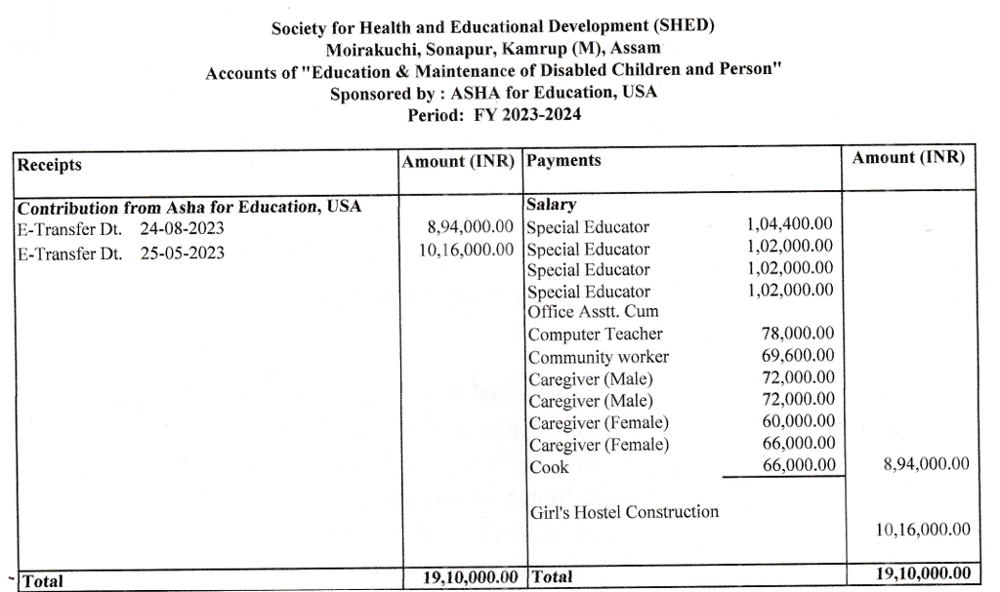 Society for Health and Educational Development (SHED)
Moirakuchi, Sonapur, Kamrup (M), Assam
Accounts of "Education & Maintenance of Disabled Children and Person"
Sponsored by : ASHA for Education, USA
Period: FY 2023-2024
Receipts Amount (INR) Payments Amount (INR)
Contribution from Asha for Education, USA Salary
E-Transfer Dt. 24-08-2023 8,94,000.00 Special Educator 1,04,400.00
E-Transfer Dt. 25-05-2023 10,16,000.00 Special Educator 1,02,000.00
Special Educator 1,02,000.00
Special Educator 1,02,000.00
Office Asstt. Cum
Computer Teacher 78,000.00
Community worker 69,600.00
Caregiver (Male) 72,000.00
Caregiver (Male) 72,000.00
Caregiver (Female) 60,000.00
Caregiver (Female) 66,000.00
Cook 66,000.00 8,94,000.00
Girl's Hostel Construction
10,16,000.00
Total 19,10,000.00 Total 19,10,000.00